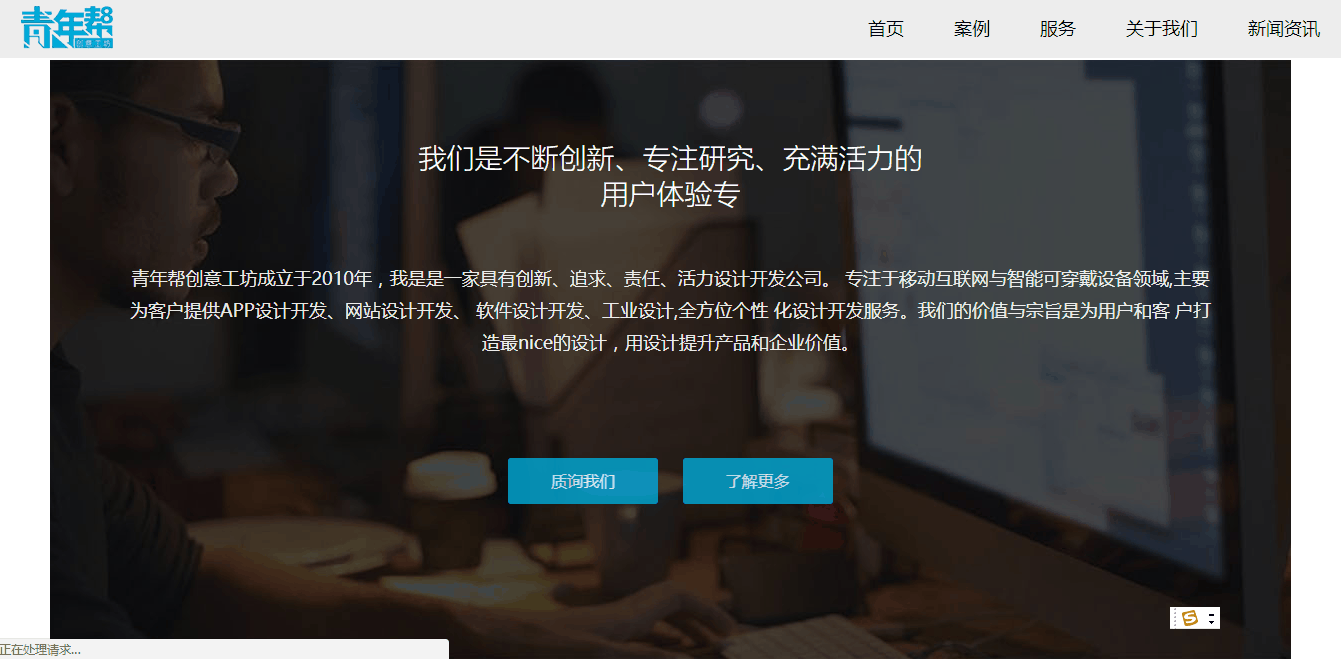 青年帮8
创意工坊
首页 案例 服务 关于我们 新闻资讯
我们是不断创新、专注研究、充满活力的
用户体验专
青年帮创意工坊成立于2010年，我是是一家具有创新、追求、责任、活力设计开发公司。 专注于移动互联网与智能可穿戴设备领域,主要
为客户提供APP设计开发、网站设计开发、 软件设计开发、工业设计,全方位个性 化设计开发服务。我们的价值与宗旨是为用户和客 户打
造最nice的设计，用设计提升产品和企业价值。
质询我们 了解更多
S
正在处理请求...